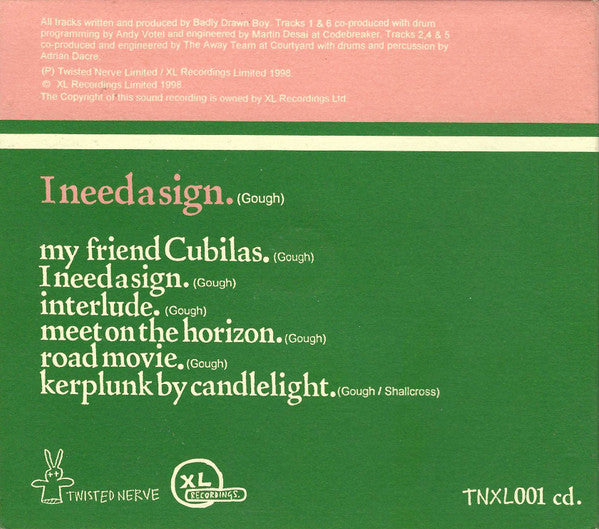 All tracks written and produced by Badly Drawn Boy. Tracks 1 & 6 co-produced with drum
programming by Andy Votel and engineered by Martin Desai at Codebreaker. Tracks 2,4 & 5
co-produced and engineered by The Away Team at Courtyard with drums and percussion by
Adrian Dacre.
(P) Twisted Nerve Limited / XL Recordings Limited 1998.
© XL Recordings Limited 1998
The Copyright of this sound recording is owned by XL Recordings Ltd.
I need a sign. (Gough)
my friend Cubilas. (Gough)
I need a sign. (Gough)
interlude. (Gough)
meet on the horizon. (Gough)
road movie. (Gough)
kerplunk by candlelight. (Gough / Shallcross)
TWISTED NERVE
XL
RECORDINGS.
TNXL001 cd.